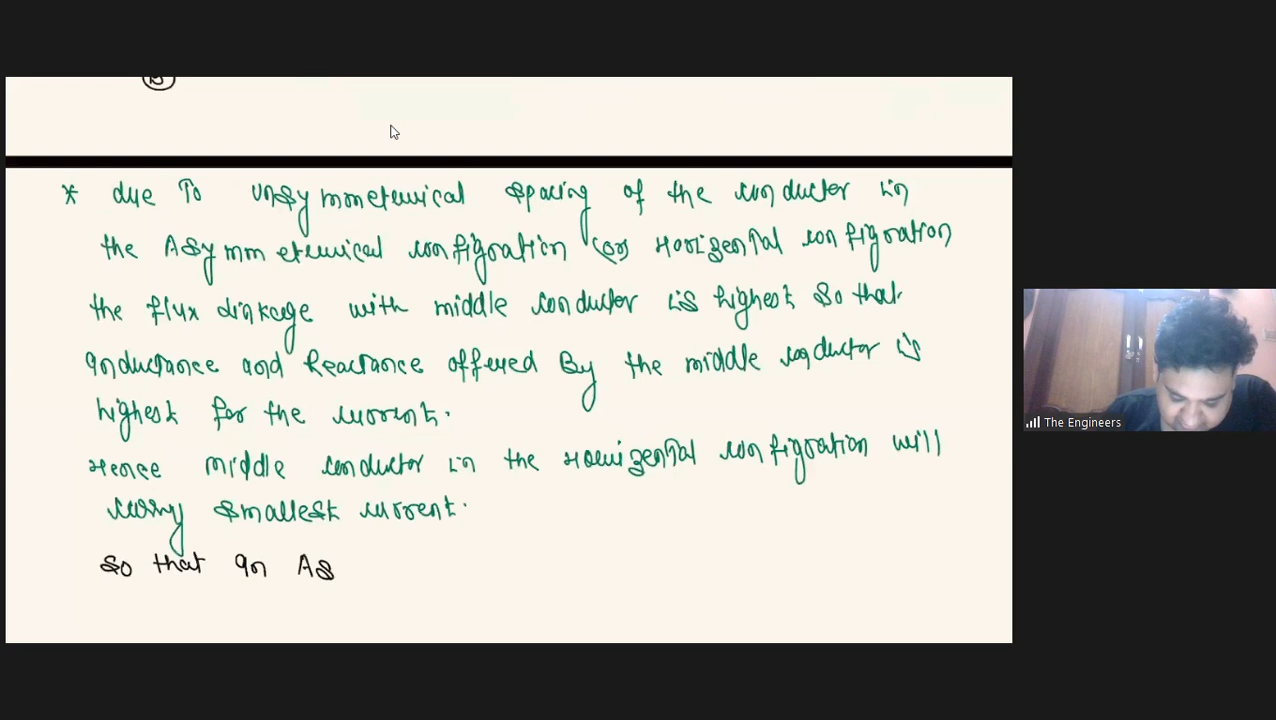 * due To unsymmetrical spacing of the conductor in
the Asymmetrical configration (or) Horizental configration
the flux linkage with middle conductor is highest so that
inductance and Reactance offered By the middle conductor is
highest for the current.
Hence middle conductor in the Horizental configration will
carry smallest current.
so that In As
The Engineers